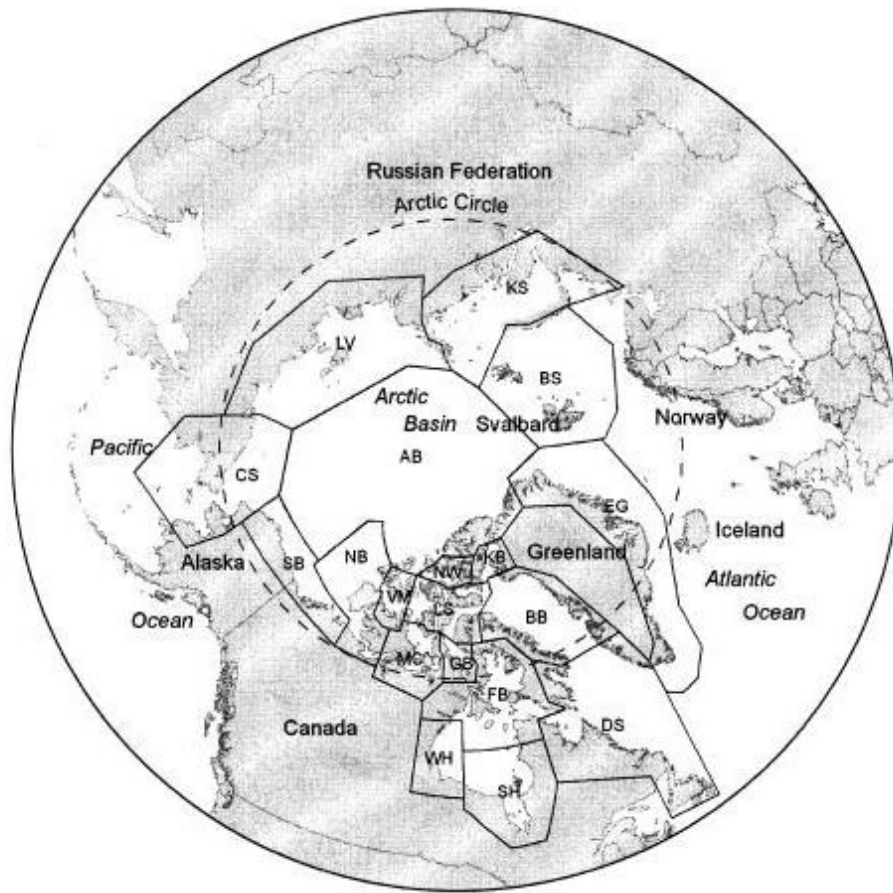 Russian Federation
Arctic Circle
KS
LV
BS
Arctic
Basin
Svalbard
Norway
Pacific
AB
CS
EG
Iceland
Alaska
SB
NB
NW
KB
Greenland
Atlantic
Ocean
VM
LS
BB
Ocean
MC
GB
FB
Canada
DS
WH
SH